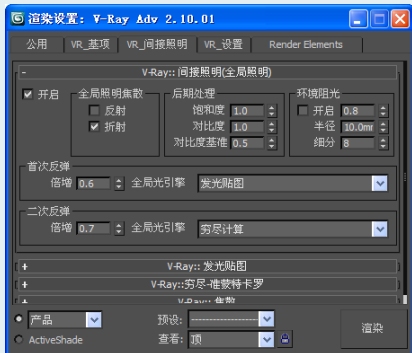 渲染设置: V-Ray Adv 2.10.01
公用 VR_基项 VR_间接照明 VR_设置 Render Elements
- V-Ray:: 间接照明(全局照明)
开启 全局照明焦散 后期处理 环境阻光
反射 饱和度 1.0 开启 0.8
折射 对比度 1.0 半径 10.0mr
对比度基准 0.5 细分 8
首次反弹
倍增 0.6 全局光引擎 发光贴图
二次反弹
倍增 0.7 全局光引擎 穷尽计算
+ V-Ray:: 发光贴图
+ V-Ray::穷尽-准蒙特卡罗
+ V-Ray:: 焦散
产品 预设: --------------------
渲染
ActiveShade 查看: 顶